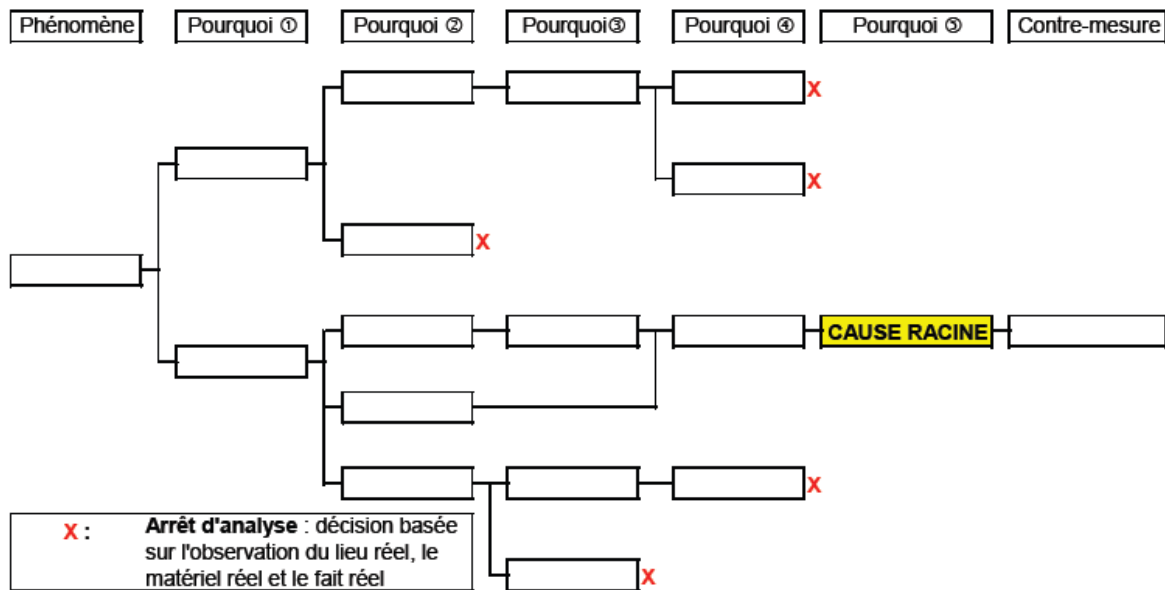 Phénomène
Pourquoi ①
Pourquoi ②
Pourquoi③
Pourquoi ④
Pourquoi ⑤
Contre-mesure
X
X
X
CAUSE RACINE
X
X : Arrêt d'analyse : décision basée
sur l'observation du lieu réel, le
matériel réel et le fait réel
X